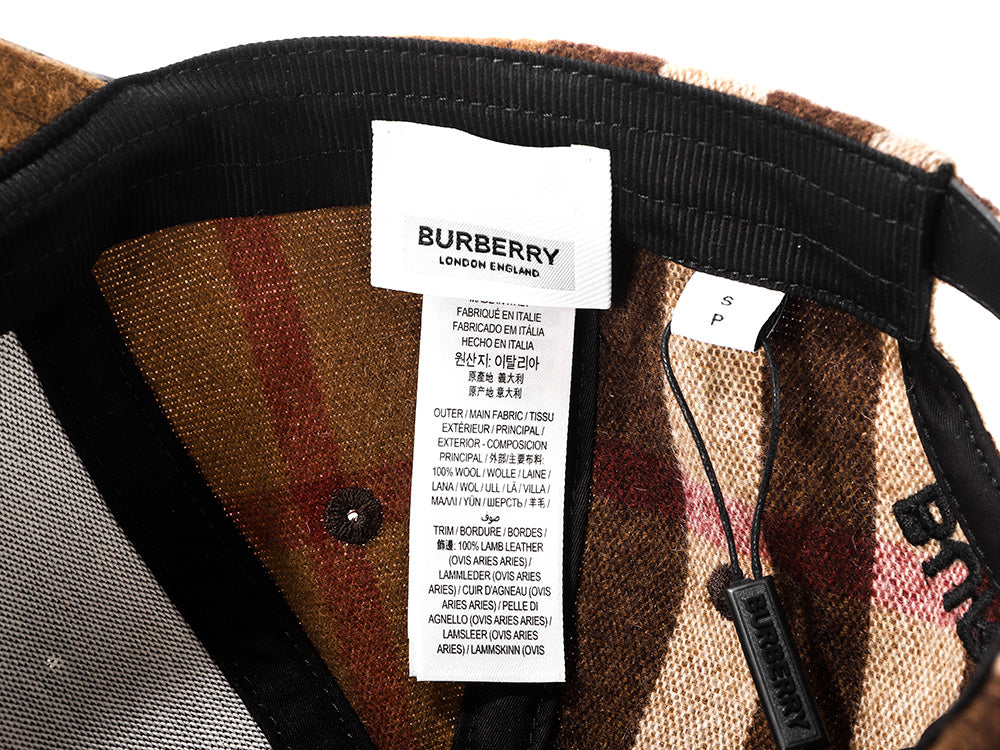 BURBERRY
LONDON ENGLAND
FABRIQUÉ EN ITALIE
FABRICADO EM ITÁLIA
HECHO EN ITALIA
원산지: 이탈리아
原產地 義大利
原产地 意大利
OUTER / MAIN FABRIC / TISSU
EXTÉRIEUR / PRINCIPAL /
EXTERIOR - COMPOSICION
PRINCIPAL / 外部/主要布料:
100% WOOL / WOLLE / LAINE /
LANA / WOL / ULL / LÃ / VILLA /
ΜΑΛΛΙ / YÜN / ШЕРСТЬ / 羊毛 /
صوف
TRIM / BORDURE / BORDES /
飾邊: 100% LAMB LEATHER
(OVIS ARIES ARIES) /
LAMMLEDER (OVIS ARIES
ARIES) / CUIR D'AGNEAU (OVIS
ARIES ARIES) / PELLE DI
AGNELLO (OVIS ARIES ARIES) /
LAMSLEER (OVIS ARIES
ARIES) / LAMMSKINN (OVIS
S
P
BURBERRY